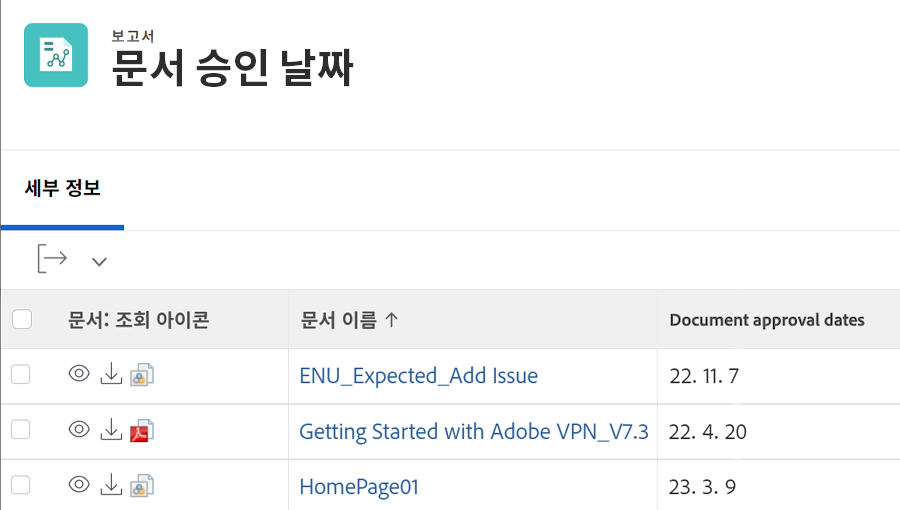 보고서
문서 승인 날짜
세부 정보
문서: 조회 아이콘 문서 이름 ↑ Document approval dates
ENU_Expected_Add Issue 22. 11. 7
Getting Started with Adobe VPN_V7.3 22. 4. 20
HomePage01 23. 3. 9